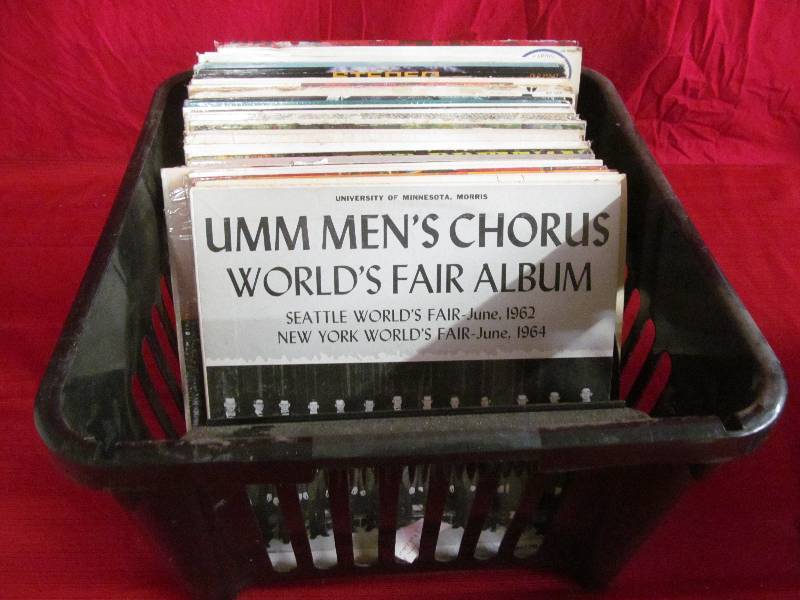 STEREO
UNIVERSITY OF MINNESOTA, MORRIS
UMM MEN'S CHORUS
WORLD'S FAIR ALBUM
SEATTLE WORLD'S FAIR-June, 1962
NEW YORK WORLD'S FAIR-June, 1964